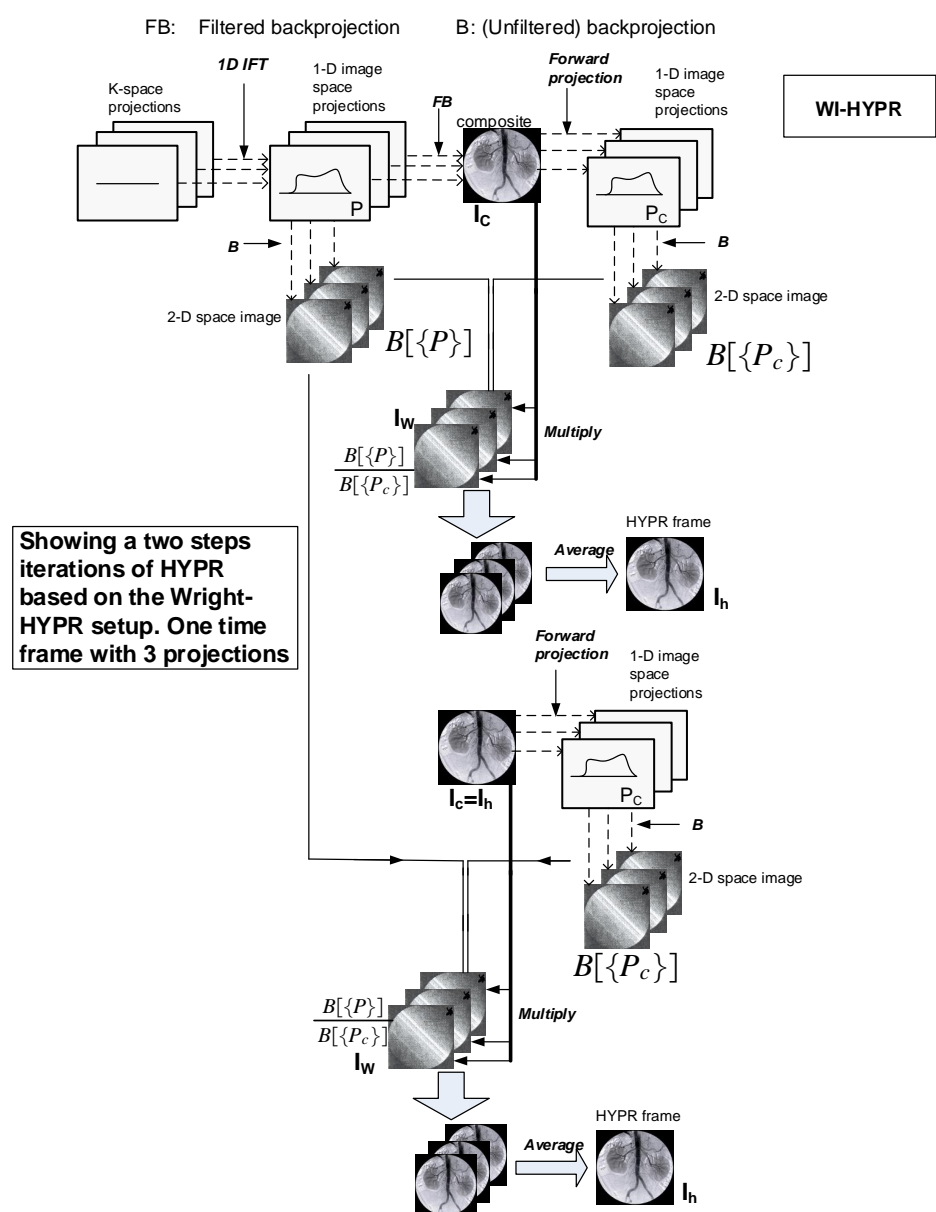 FB: Filtered backprojection
B: (Unfiltered) backprojection
1D IFT
K-space
projections
1-D image
space
projections
FB
composite
Forward
projection
1-D image
space
projections
WI-HYPR
P
I_C
P_C
B
B
2-D space image
B[{P}]
2-D space image
B[{P_c}]
I_W
B[{P}]
B[{P_c}]
Multiply
Showing a two steps
iterations of HYPR
based on the Wright-
HYPR setup. One time
frame with 3 projections
Average
HYPR frame
I_h
Forward
projection
1-D image
space
projections
I_c=I_h
P_C
B
2-D space image
B[{P_c}]
B[{P}]
B[{P_c}]
I_W
Multiply
Average
HYPR frame
I_h